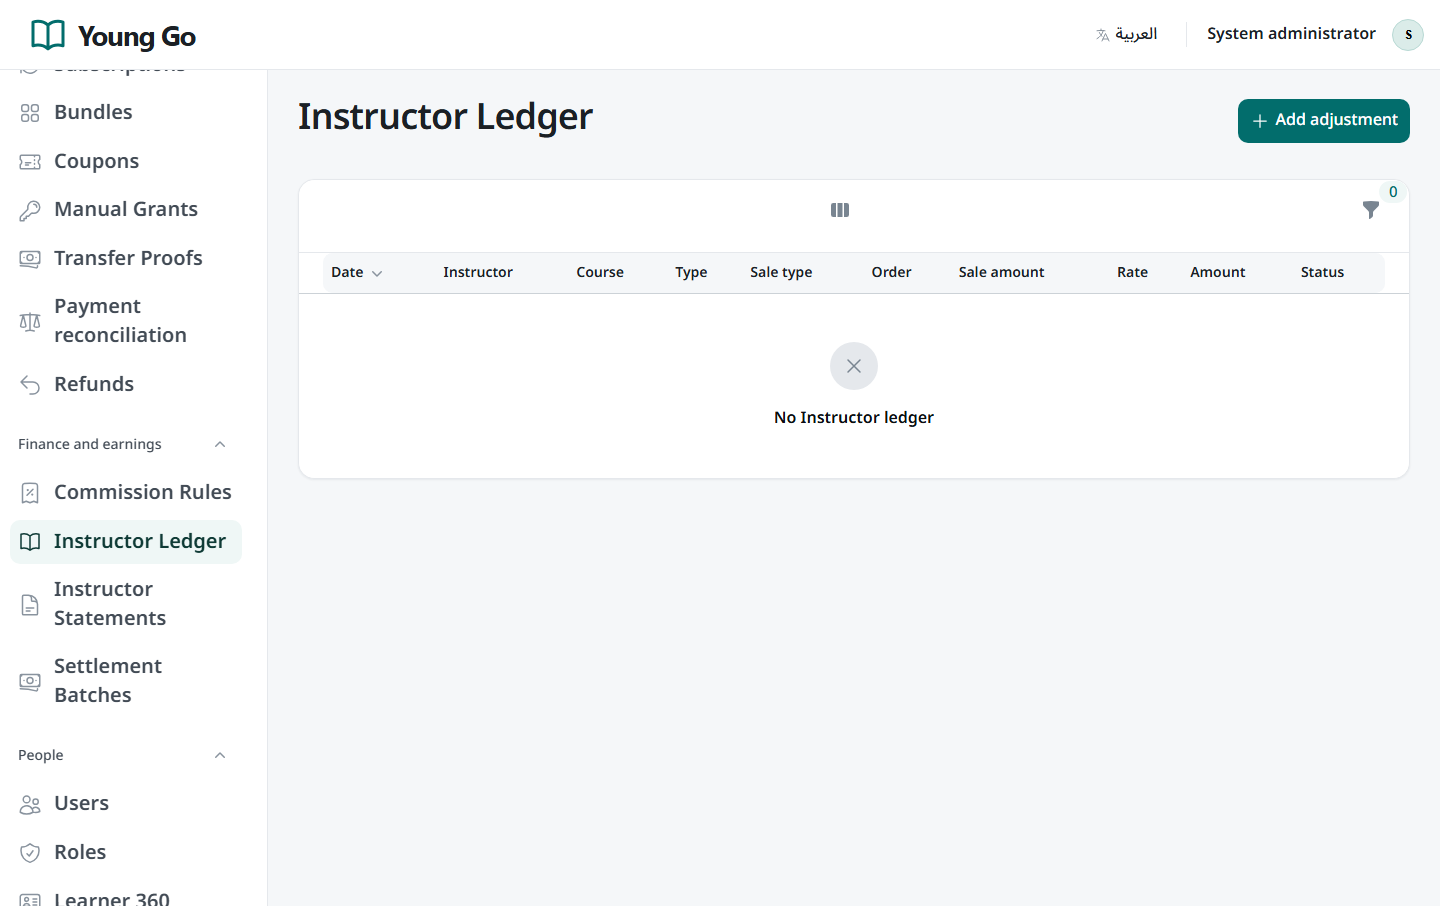 Young Go
العربية
System administrator
S
Subscriptions
Bundles
Coupons
Manual Grants
Transfer Proofs
Payment
reconciliation
Refunds
Finance and earnings
Commission Rules
Instructor Ledger
Instructor
Statements
Settlement
Batches
People
Users
Roles
Learner 360
Instructor Ledger
Add adjustment
0
Date Instructor Course Type Sale type Order Sale amount Rate Amount Status
No Instructor ledger